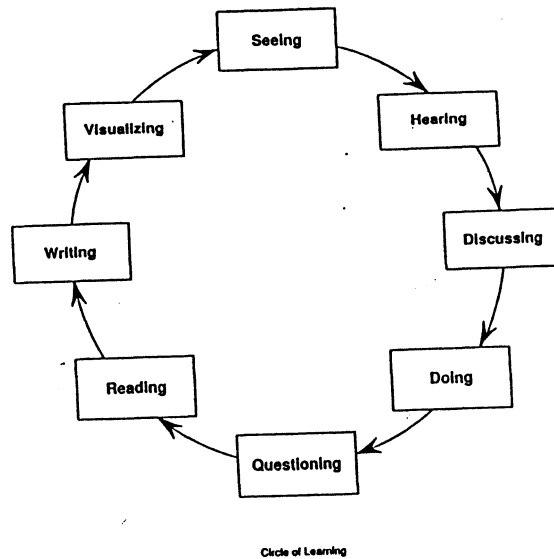 Seeing
Hearing
Discussing
Doing
Questioning
Reading
Writing
Visualizing
Circle of Learning